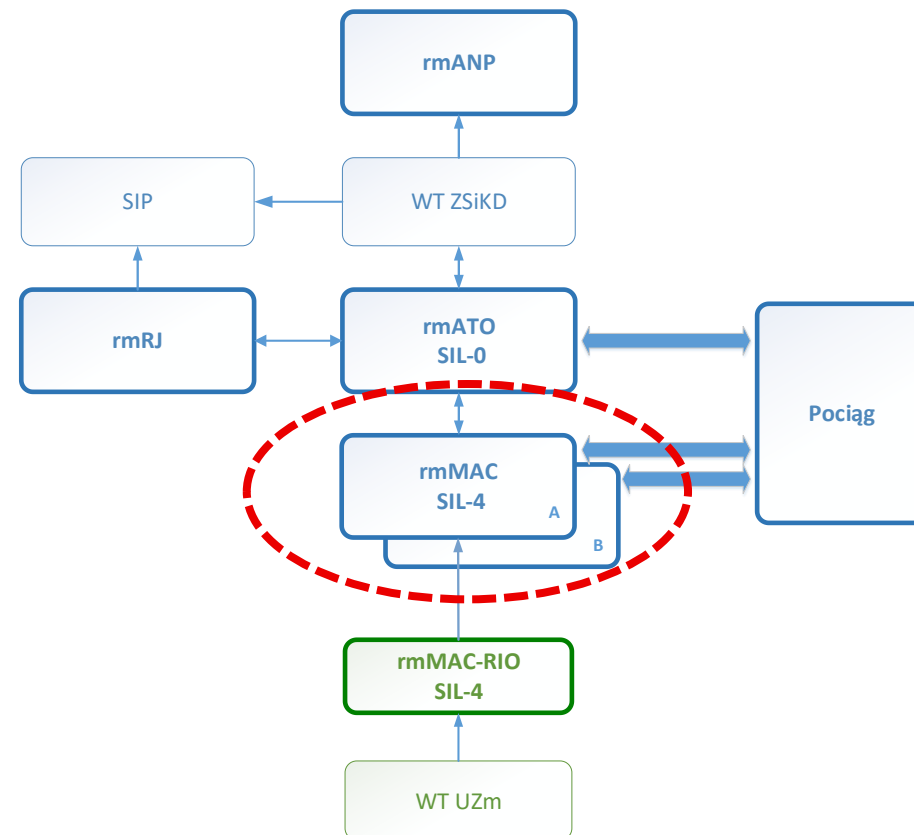 rmANP
SIP
WT ZSiKD
rmRJ
rmATO
SIL-0
Pociąg
rmMAC
SIL-4
A
B
rmMAC-RIO
SIL-4
WT UZm